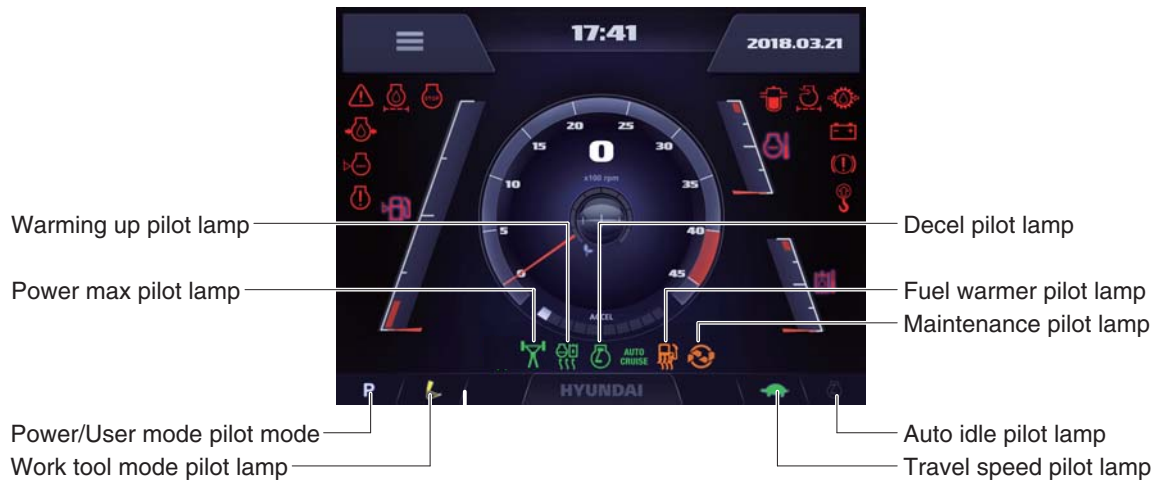 17:41
2018.03.21
STOP
20
25
15
0
30
x100 rpm
10
35
Warming up pilot lamp
Decel pilot lamp
5
40
0
45
Power max pilot lamp
Fuel warmer pilot lamp
ACCEL
Maintenance pilot lamp
AUTO
CRUISE
P
HYUNDAI
Power/User mode pilot mode
Auto idle pilot lamp
Work tool mode pilot lamp
Travel speed pilot lamp